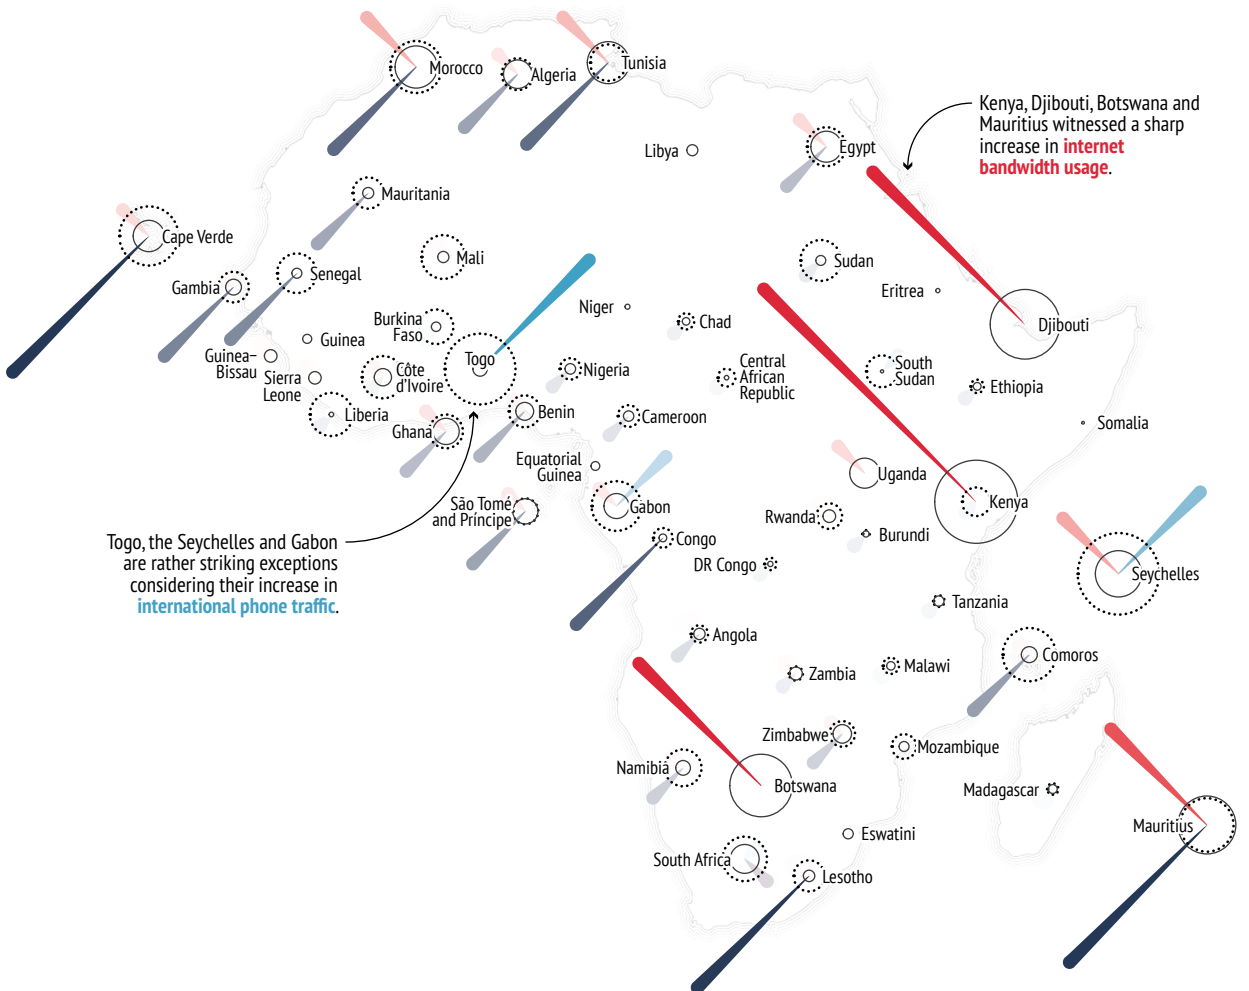 Morocco
Algeria
Tunisia
Kenya, Djibouti, Botswana and
Mauritius witnessed a sharp
increase in internet
bandwidth usage.
Libya
Egypt
Mauritania
Cape Verde
Mali
Sudan
Senegal
Gambia
Eritrea
Niger
Chad
Djibouti
Burkina
Faso
Guinea
Guinea–
Bissau
Togo
Côte
d'Ivoire
Nigeria
Central
African
Republic
South
Sudan
Ethiopia
Sierra
Leone
Liberia
Ghana
Benin
Cameroon
Somalia
Equatorial
Guinea
Uganda
São Tomé
and Príncipe
Gabon
Rwanda
Kenya
Congo
Burundi
DR Congo
Seychelles
Togo, the Seychelles and Gabon
are rather striking exceptions
considering their increase in
international phone traffic.
Tanzania
Angola
Comoros
Zambia
Malawi
Zimbabwe
Mozambique
Namibia
Botswana
Madagascar
Mauritius
Eswatini
South Africa
Lesotho